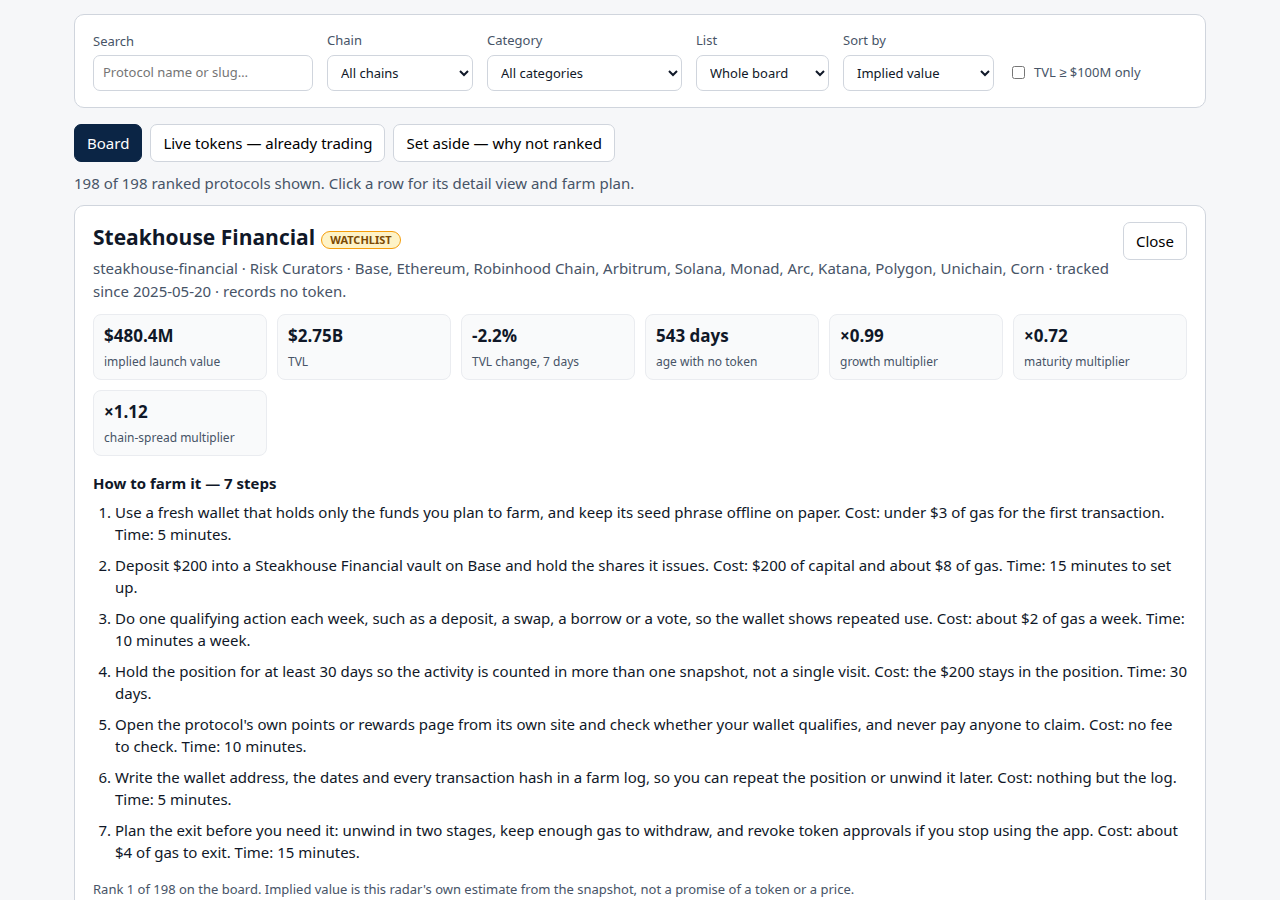 Search
Chain
Category
List
Sort by
Protocol name or slug...
All chains
All categories
Whole board
Implied value
TVL ≥ $100M only
Board
Live tokens — already trading
Set aside — why not ranked
198 of 198 ranked protocols shown. Click a row for its detail view and farm plan.
Steakhouse Financial WATCHLIST
Close
steakhouse-financial · Risk Curators · Base, Ethereum, Robinhood Chain, Arbitrum, Solana, Monad, Arc, Katana, Polygon, Unichain, Corn · tracked
since 2025-05-20 · records no token.
$480.4M
implied launch value
$2.75B
TVL
-2.2%
TVL change, 7 days
543 days
age with no token
×0.99
growth multiplier
×0.72
maturity multiplier
×1.12
chain-spread multiplier
How to farm it — 7 steps
1. Use a fresh wallet that holds only the funds you plan to farm, and keep its seed phrase offline on paper. Cost: under $3 of gas for the first transaction.
Time: 5 minutes.
2. Deposit $200 into a Steakhouse Financial vault on Base and hold the shares it issues. Cost: $200 of capital and about $8 of gas. Time: 15 minutes to set
up.
3. Do one qualifying action each week, such as a deposit, a swap, a borrow or a vote, so the wallet shows repeated use. Cost: about $2 of gas a week. Time:
10 minutes a week.
4. Hold the position for at least 30 days so the activity is counted in more than one snapshot, not a single visit. Cost: the $200 stays in the position. Time: 30
days.
5. Open the protocol's own points or rewards page from its own site and check whether your wallet qualifies, and never pay anyone to claim. Cost: no fee
to check. Time: 10 minutes.
6. Write the wallet address, the dates and every transaction hash in a farm log, so you can repeat the position or unwind it later. Cost: nothing but the log.
Time: 5 minutes.
7. Plan the exit before you need it: unwind in two stages, keep enough gas to withdraw, and revoke token approvals if you stop using the app. Cost: about
$4 of gas to exit. Time: 15 minutes.
Rank 1 of 198 on the board. Implied value is this radar's own estimate from the snapshot, not a promise of a token or a price.